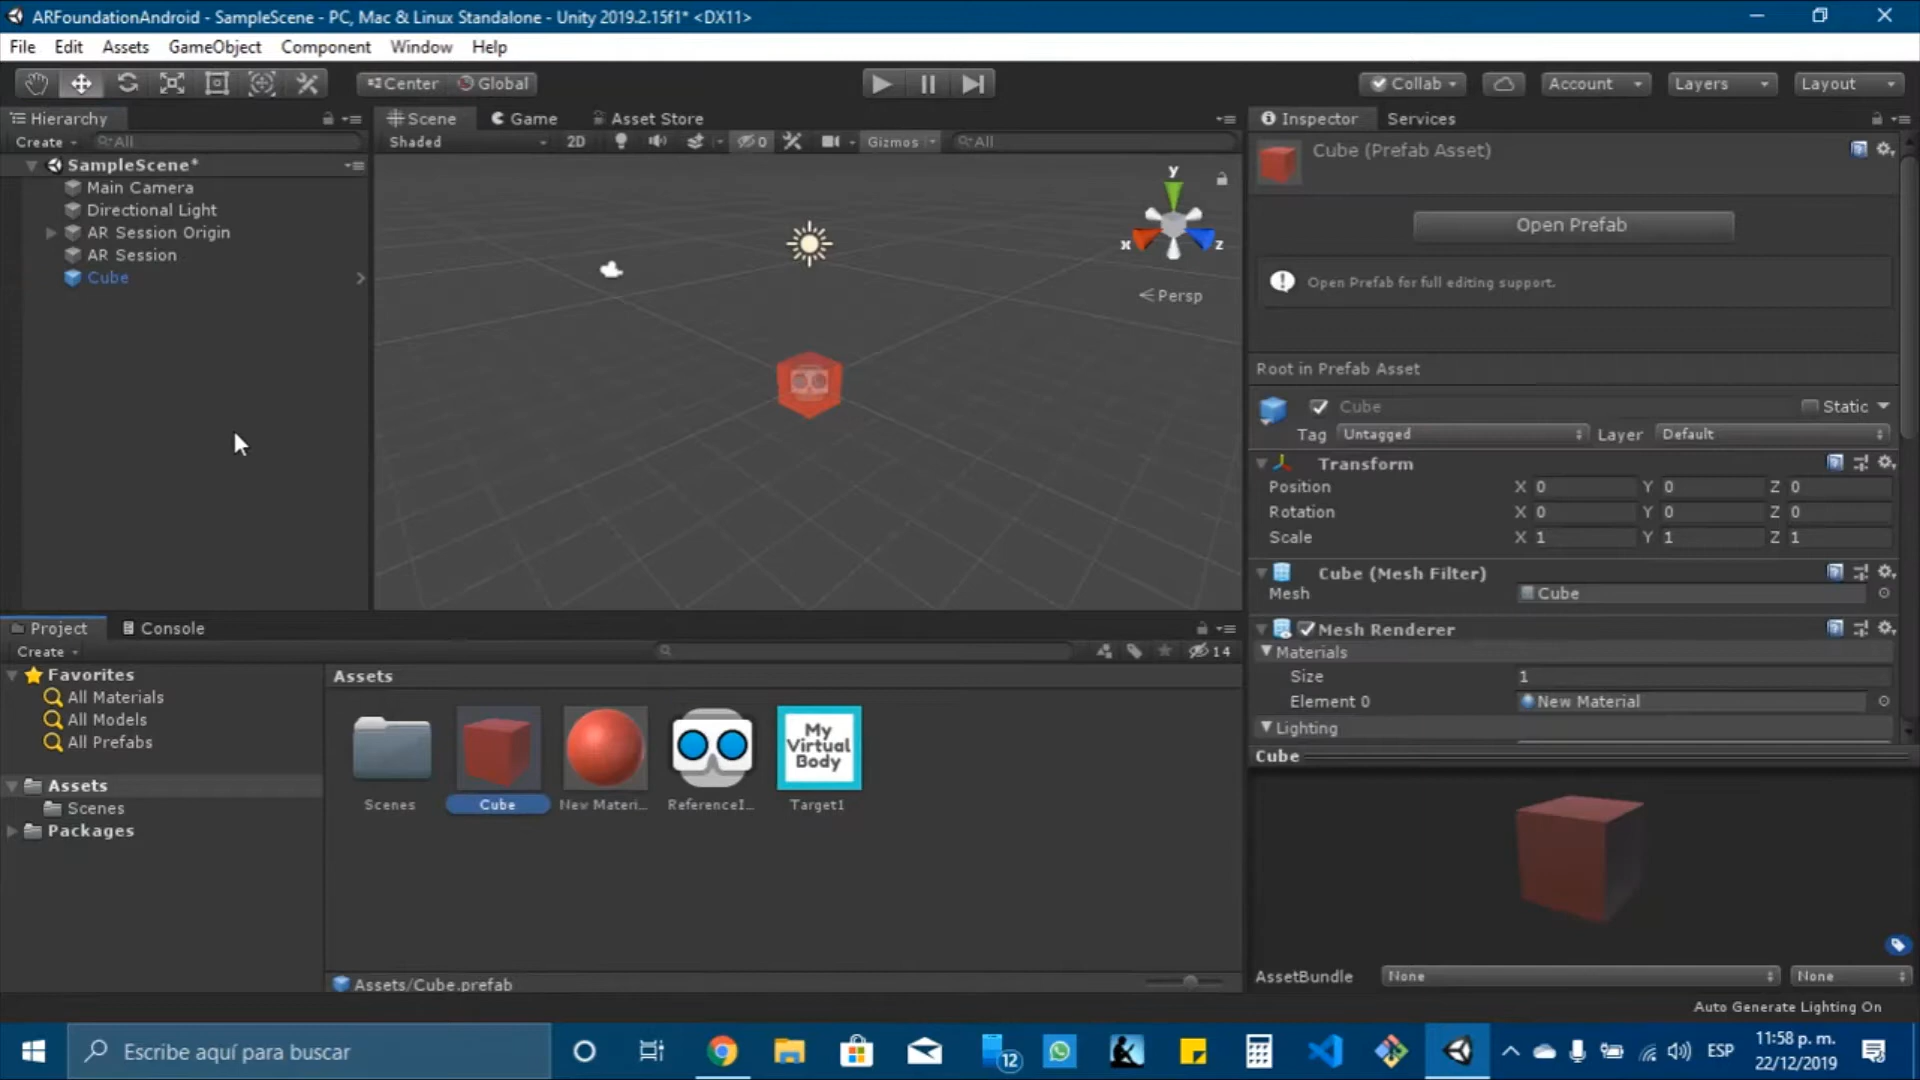 ARFoundationAndroid - SampleScene - PC, Mac & Linux Standalone - Unity 2019.2.15f1* <DX11>
File Edit Assets GameObject Component Window Help
Center Global Collab Account Layers Layout
Hierarchy
Create All
SampleScene*
Main Camera
Directional Light
AR Session Origin
AR Session
Cube
Scene Game Asset Store
Shaded 2D 0 Gizmos All
y
x
z
Persp
Inspector Services
Cube (Prefab Asset)
Open Prefab
Open Prefab for full editing support.
Root in Prefab Asset
Cube Static
Tag Untagged Layer Default
Transform
Position X 0 Y 0 Z 0
Rotation X 0 Y 0 Z 0
Scale X 1 Y 1 Z 1
Cube (Mesh Filter)
Mesh Cube
Mesh Renderer
Materials
Size 1
Element 0 New Material
Lighting
Cube
AssetBundle None None
Auto Generate Lighting On
Project Console
Create 14
Favorites
All Materials
All Models
All Prefabs
Assets
Scenes
Packages
Assets
My
Virtual
Body
Scenes Cube New Materi... ReferenceI... Target1
Assets/Cube.prefab
Escribe aquí para buscar
12
ESP
11:58 p. m.
22/12/2019